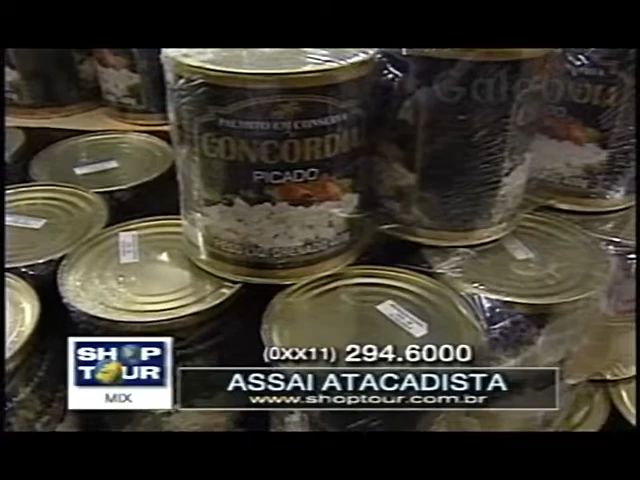 PALMITO EM CONSERVA
CONCORDIA
PICADO
(0XX11) 294.6000
SHOP
TOUR
MIX
ASSAI ATACADISTA
www.shoptour.com.br